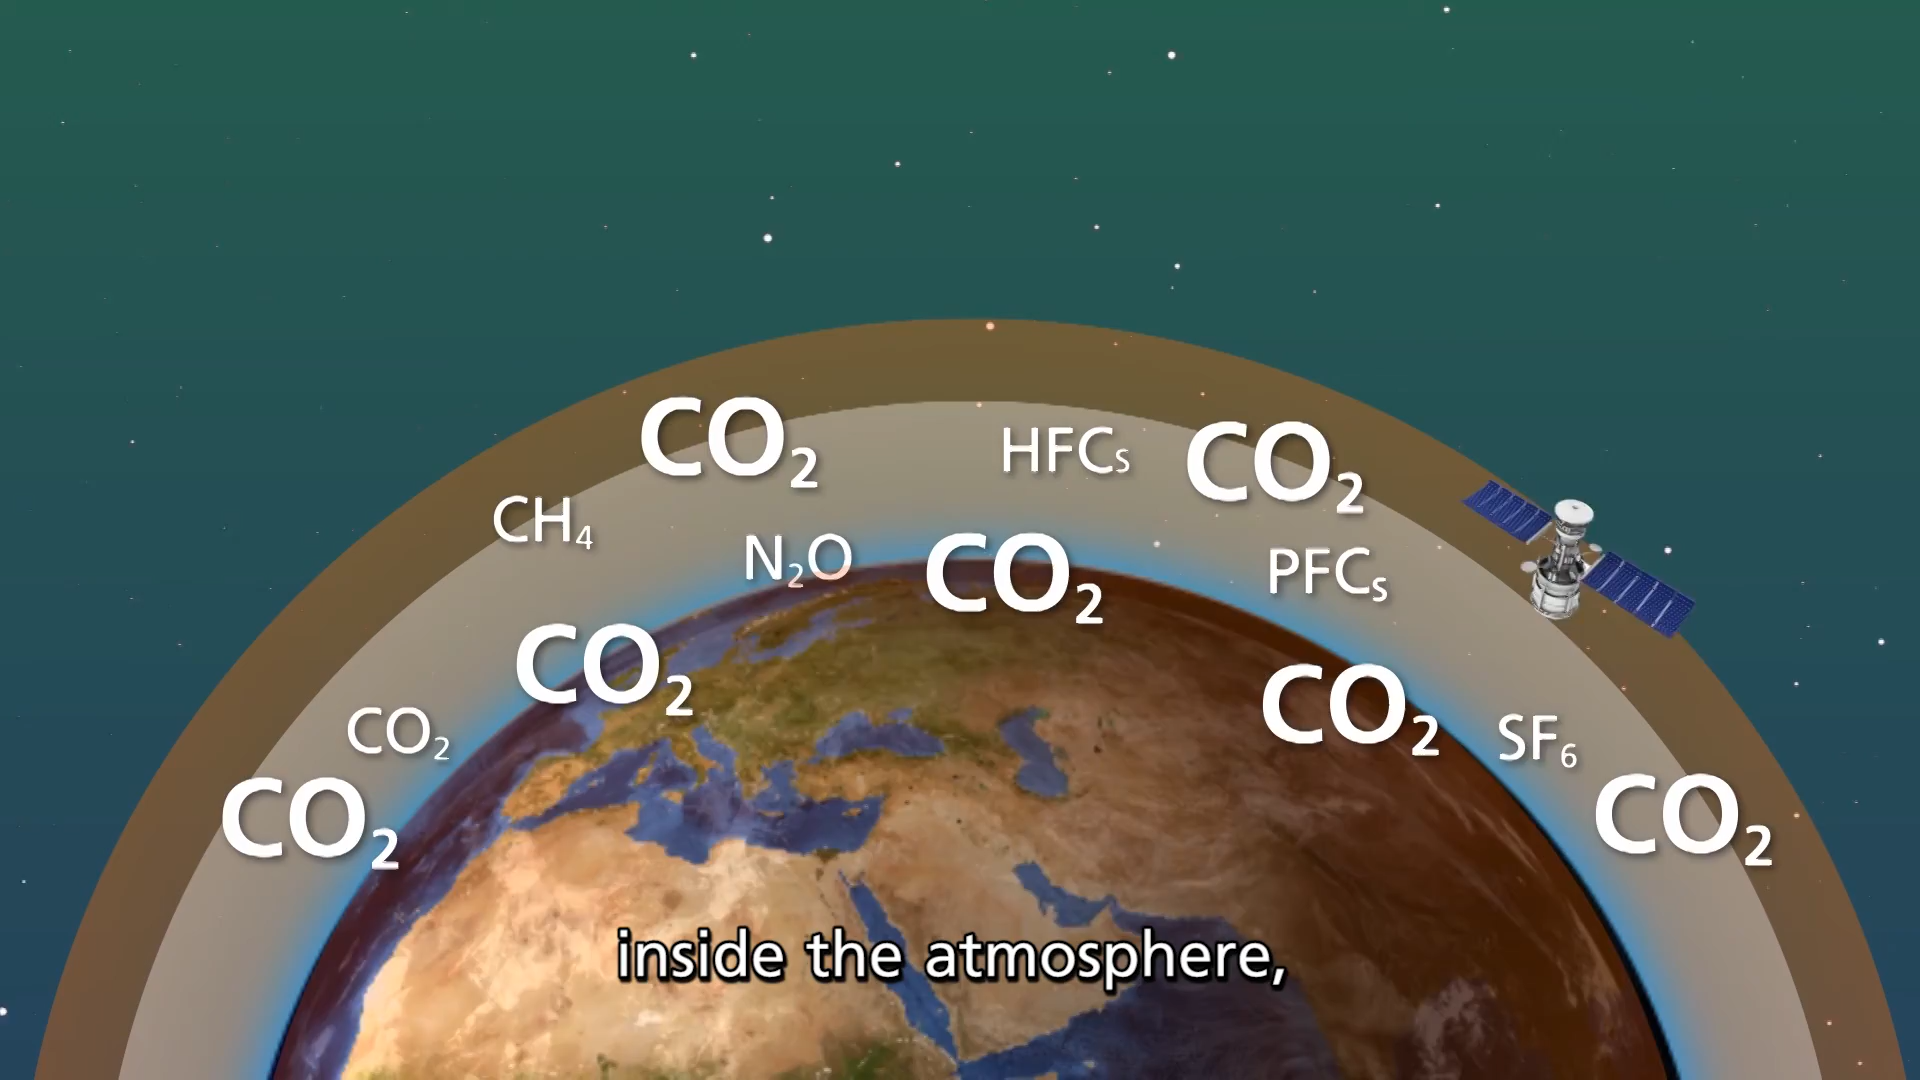 CO₂
HFCs
CO₂
CH₄
N₂O
CO₂
PFCs
CO₂
CO₂
CO₂
SF₆
CO₂
CO₂
inside the atmosphere,